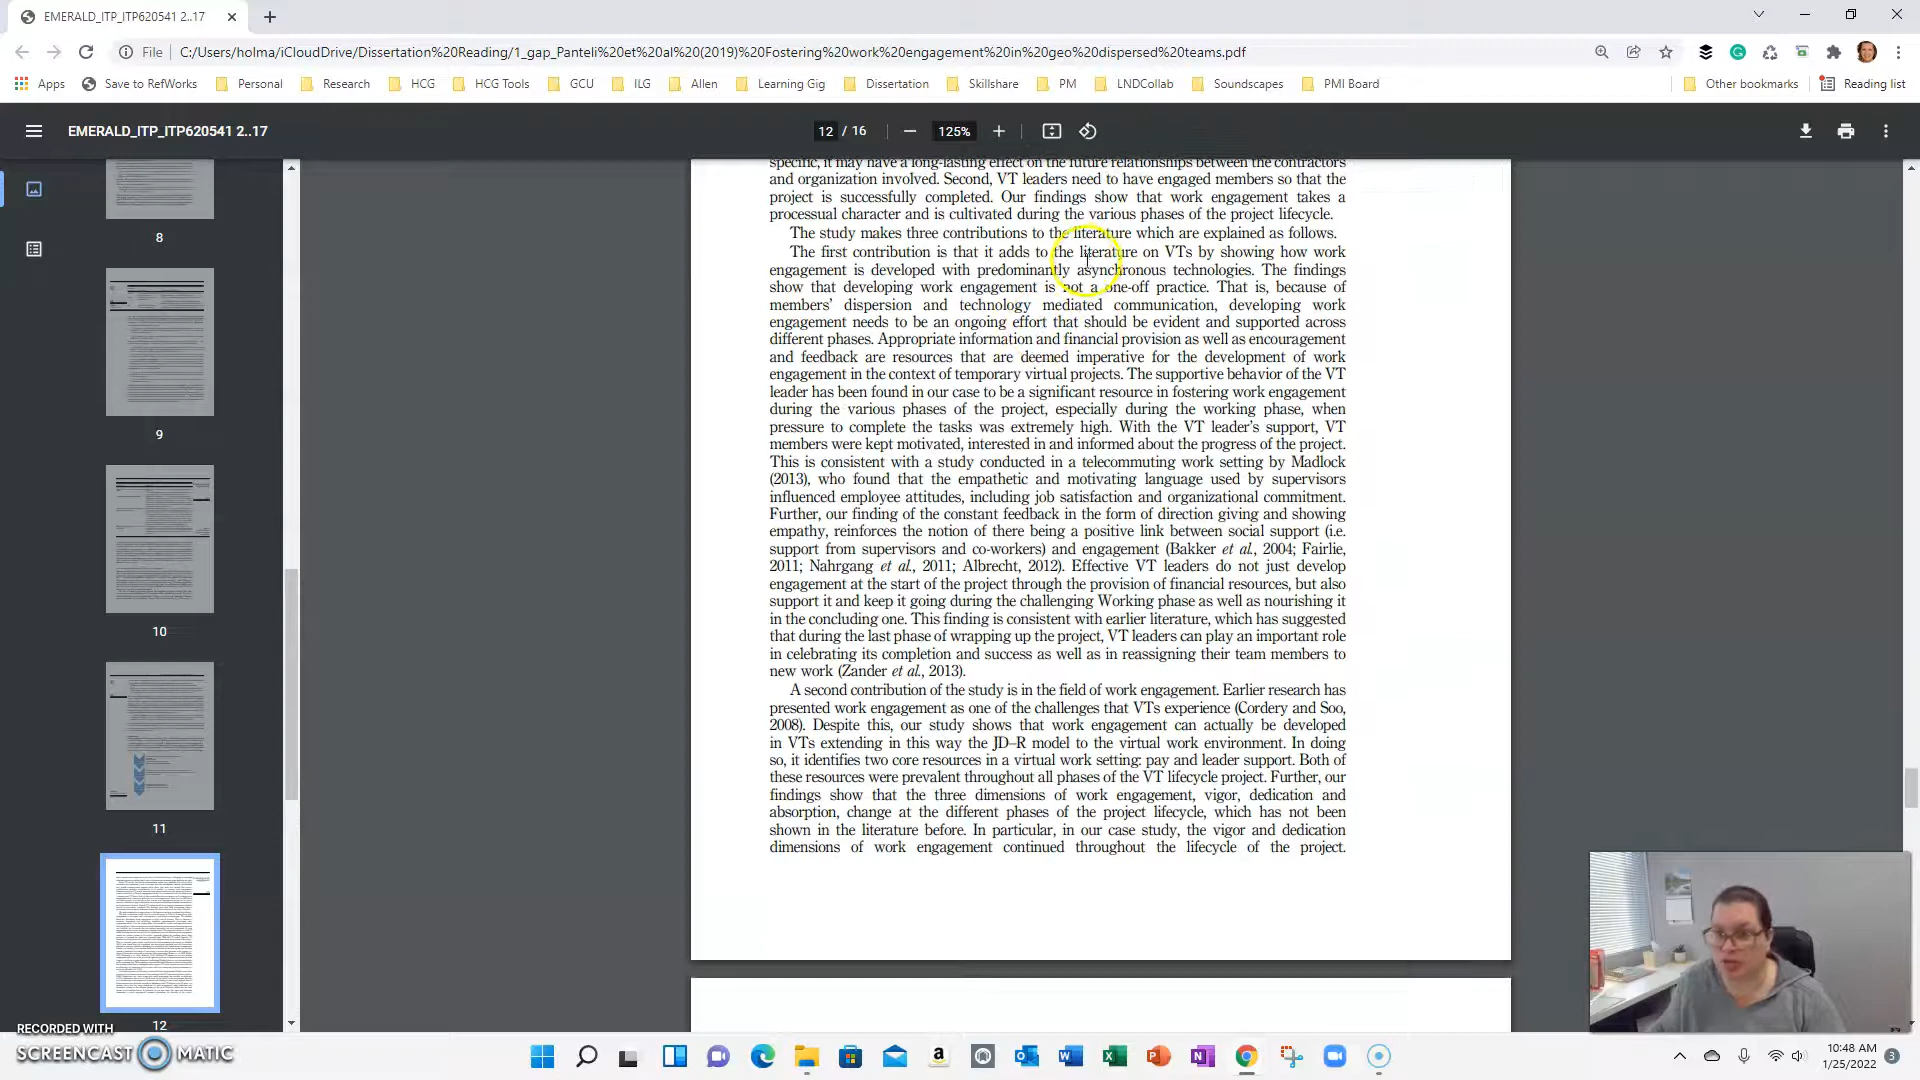 EMERALD_ITP_ITP620541 2..17
File C:/Users/holma/iCloudDrive/Dissertation%20Reading/1_gap_Panteli%20et%20al%20(2019)%20Fostering%20work%20engagement%20in%20geo%20dispersed%20teams.pdf
Apps Save to RefWorks Personal Research HCG HCG Tools GCU ILG Allen Learning Gig Dissertation Skillshare PM LNDCollab Soundscapes PMI Board Other bookmarks Reading list
EMERALD_ITP_ITP620541 2..17 12 / 16 125%
specific, it may have a long-lasting effect on the future relationships between the contractors
and organization involved. Second, VT leaders need to have engaged members so that the
project is successfully completed. Our findings show that work engagement takes a
processual character and is cultivated during the various phases of the project lifecycle.
The study makes three contributions to the literature which are explained as follows.
The first contribution is that it adds to the literature on VTs by showing how work
engagement is developed with predominantly asynchronous technologies. The findings
show that developing work engagement is not a one-off practice. That is, because of
members' dispersion and technology mediated communication, developing work
engagement needs to be an ongoing effort that should be evident and supported across
different phases. Appropriate information and financial provision as well as encouragement
and feedback are resources that are deemed imperative for the development of work
engagement in the context of temporary virtual projects. The supportive behavior of the VT
leader has been found in our case to be a significant resource in fostering work engagement
during the various phases of the project, especially during the working phase, when
pressure to complete the tasks was extremely high. With the VT leader's support, VT
members were kept motivated, interested in and informed about the progress of the project.
This is consistent with a study conducted in a telecommuting work setting by Madlock
(2013), who found that the empathetic and motivating language used by supervisors
influenced employee attitudes, including job satisfaction and organizational commitment.
Further, our finding of the constant feedback in the form of direction giving and showing
empathy, reinforces the notion of there being a positive link between social support (i.e.
support from supervisors and co-workers) and engagement (Bakker et al., 2004; Fairlie,
2011; Nahrgang et al., 2011; Albrecht, 2012). Effective VT leaders do not just develop
engagement at the start of the project through the provision of financial resources, but also
support it and keep it going during the challenging Working phase as well as nourishing it
in the concluding one. This finding is consistent with earlier literature, which has suggested
that during the last phase of wrapping up the project, VT leaders can play an important role
in celebrating its completion and success as well as in reassigning their team members to
new work (Zander et al., 2013).
A second contribution of the study is in the field of work engagement. Earlier research has
presented work engagement as one of the challenges that VTs experience (Cordery and Soo,
2008). Despite this, our study shows that work engagement can actually be developed
in VTs extending in this way the JD–R model to the virtual work environment. In doing
so, it identifies two core resources in a virtual work setting: pay and leader support. Both of
these resources were prevalent throughout all phases of the VT lifecycle project. Further, our
findings show that the three dimensions of work engagement, vigor, dedication and
absorption, change at the different phases of the project lifecycle, which has not been
shown in the literature before. In particular, in our case study, the vigor and dedication
dimensions of work engagement continued throughout the lifecycle of the project.
8
9
10
11
12
RECORDED WITH
SCREENCAST MATIC
10:48 AM
1/25/2022
3